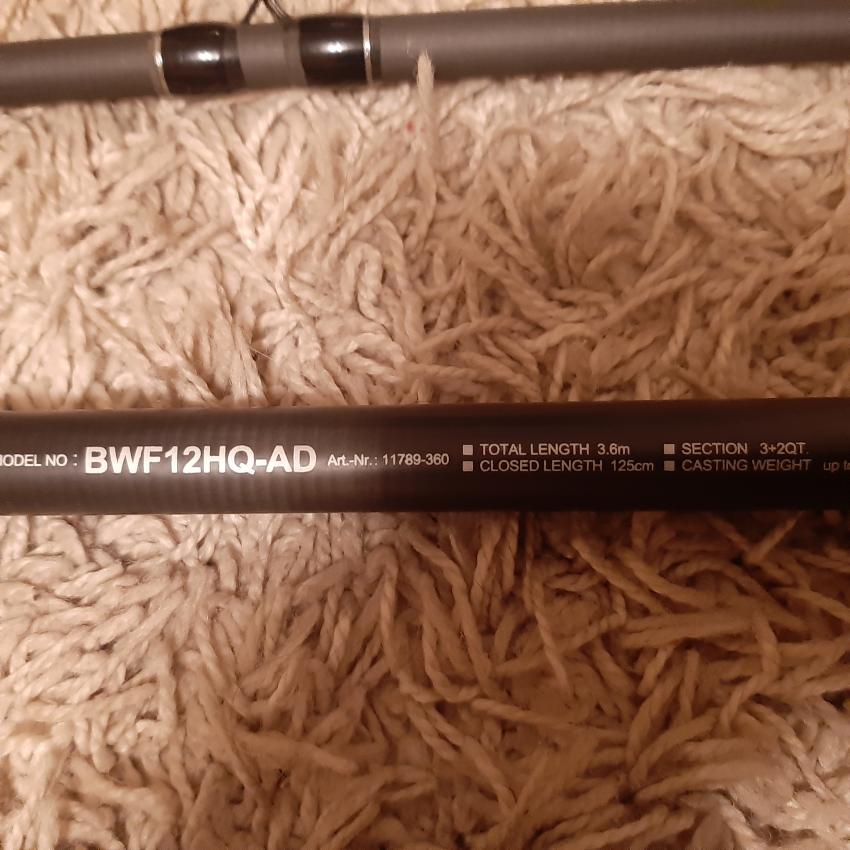 MODEL NO : BWF12HQ-AD Art.-Nr.: 11789-360
■ TOTAL LENGTH 3.6m ■ SECTION 3+2QT.
■ CLOSED LENGTH 125cm ■ CASTING WEIGHT up to